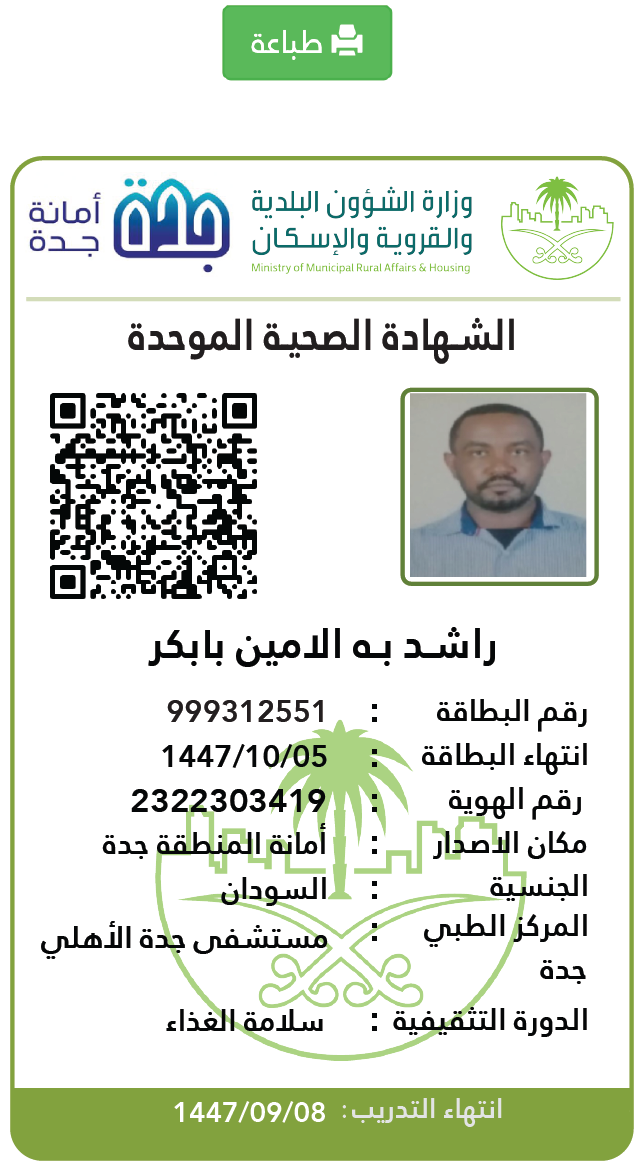 طباعة
أمانة جدة
جدة
وزارة الشؤون البلدية
والقروية والإسكان
Ministry of Municipal Rural Affairs & Housing
الشهادة الصحية الموحدة
راشد به الامين بابكر
رقم البطاقة : 999312551
انتهاء البطاقة : 1447/10/05
رقم الهوية : 2322303419
مكان الاصدار : أمانة المنطقة جدة
الجنسية : السودان
المركز الطبي : مستشفى جدة الأهلي
جدة
الدورة التثقيفية : سلامة الغذاء
انتهاء التدريب : 1447/09/08